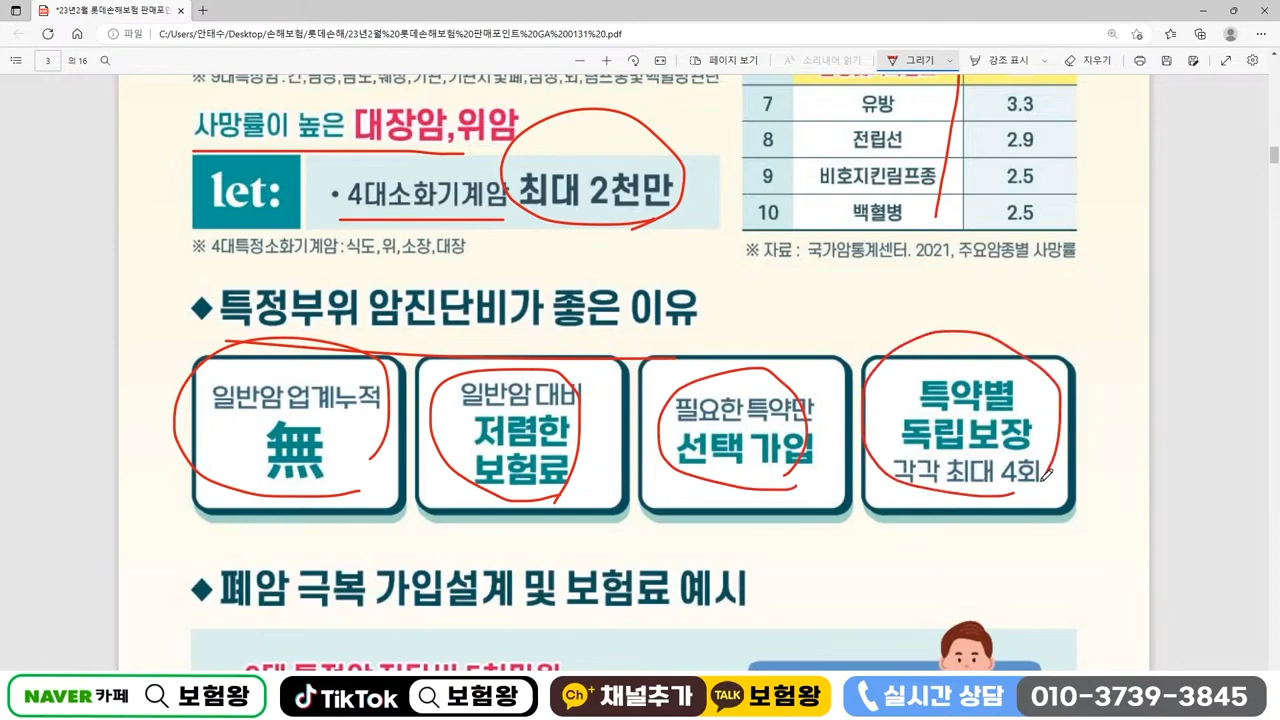 *23년2월 롯데손해보험 판매포인
파일
C:/Users/안태수/Desktop/손해보험/롯데손해/23년2월%20롯데손해보험%20판매포인트%20GA%200131%20.pdf
3 의 16
페이지 보기
소리내어 읽기
그리기
강조 표시
지우기
사망률이 높은 대장암,위암
let:
• 4대소화기계암 최대 2천만
※ 4대특정소화기계암 : 식도, 위, 소장, 대장
7 유방 3.3
8 전립선 2.9
9 비호지킨림프종 2.5
10 백혈병 2.5
※ 자료 : 국가암통계센터. 2021, 주요암종별 사망률
◆ 특정부위 암진단비가 좋은 이유
일반암 업계누적
無
일반암 대비
저렴한
보험료
필요한 특약만
선택 가입
특약별
독립보장
각각 최대 4회
◆ 폐암 극복 가입설계 및 보험료 예시
NAVER 카페 보험왕
TikTok 보험왕
Ch+ 채널추가
TALK 보험왕
실시간 상담 010-3739-3845